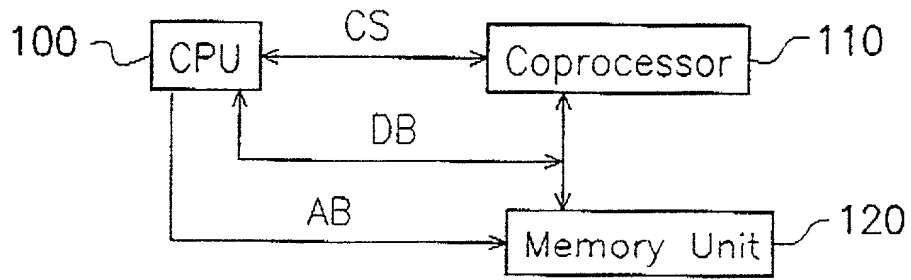 100 CPU CS Coprocessor 110
DB
AB
Memory Unit 120